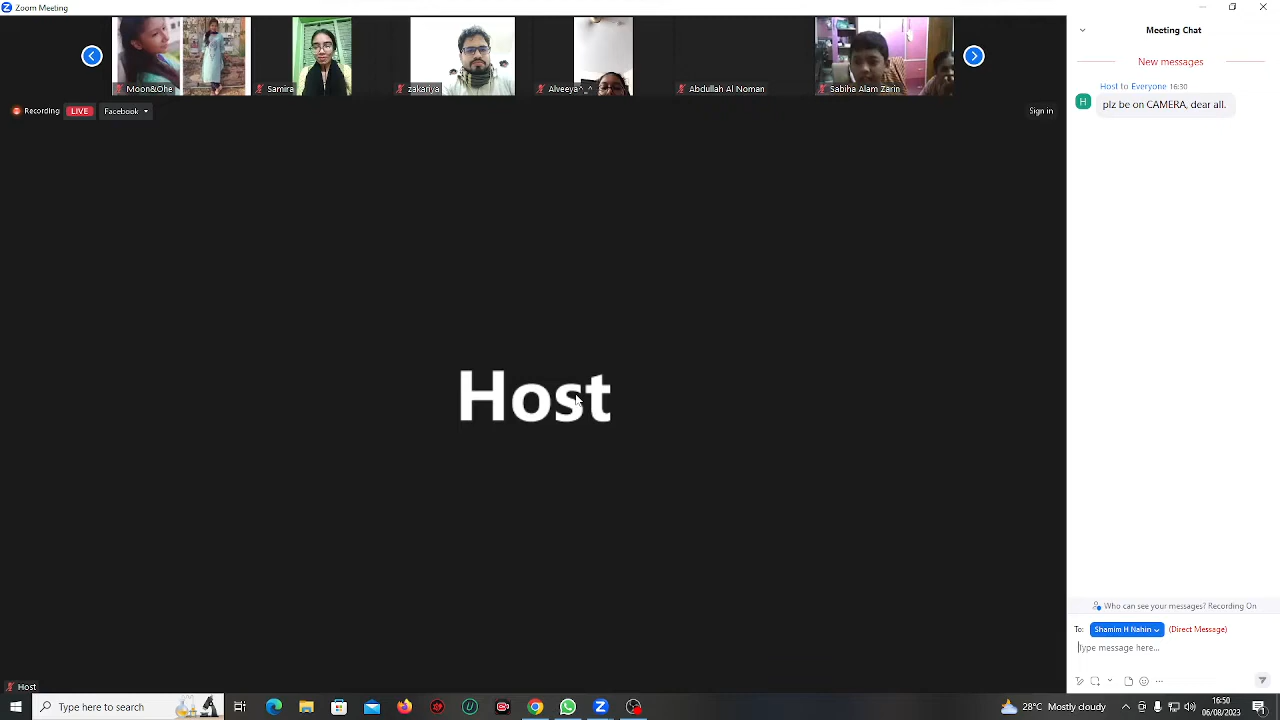 Zoom Meeting
Moon&Ohe
Samira
zakariya
Alveeya
Abdullah Al Noman
Sabiha Alam Zarin
Recording
LIVE
Facebook
Sign in
Host
Host
Meeting Chat
New messages
Host to Everyone 16:30
H
plz be on CAMERA, dear all.
Who can see your messages? Recording On
To: Shamim H Nahin (Direct Message)
Type message here...
Type here to search
28°C Mostly cloudy
16:50
05/08/2023